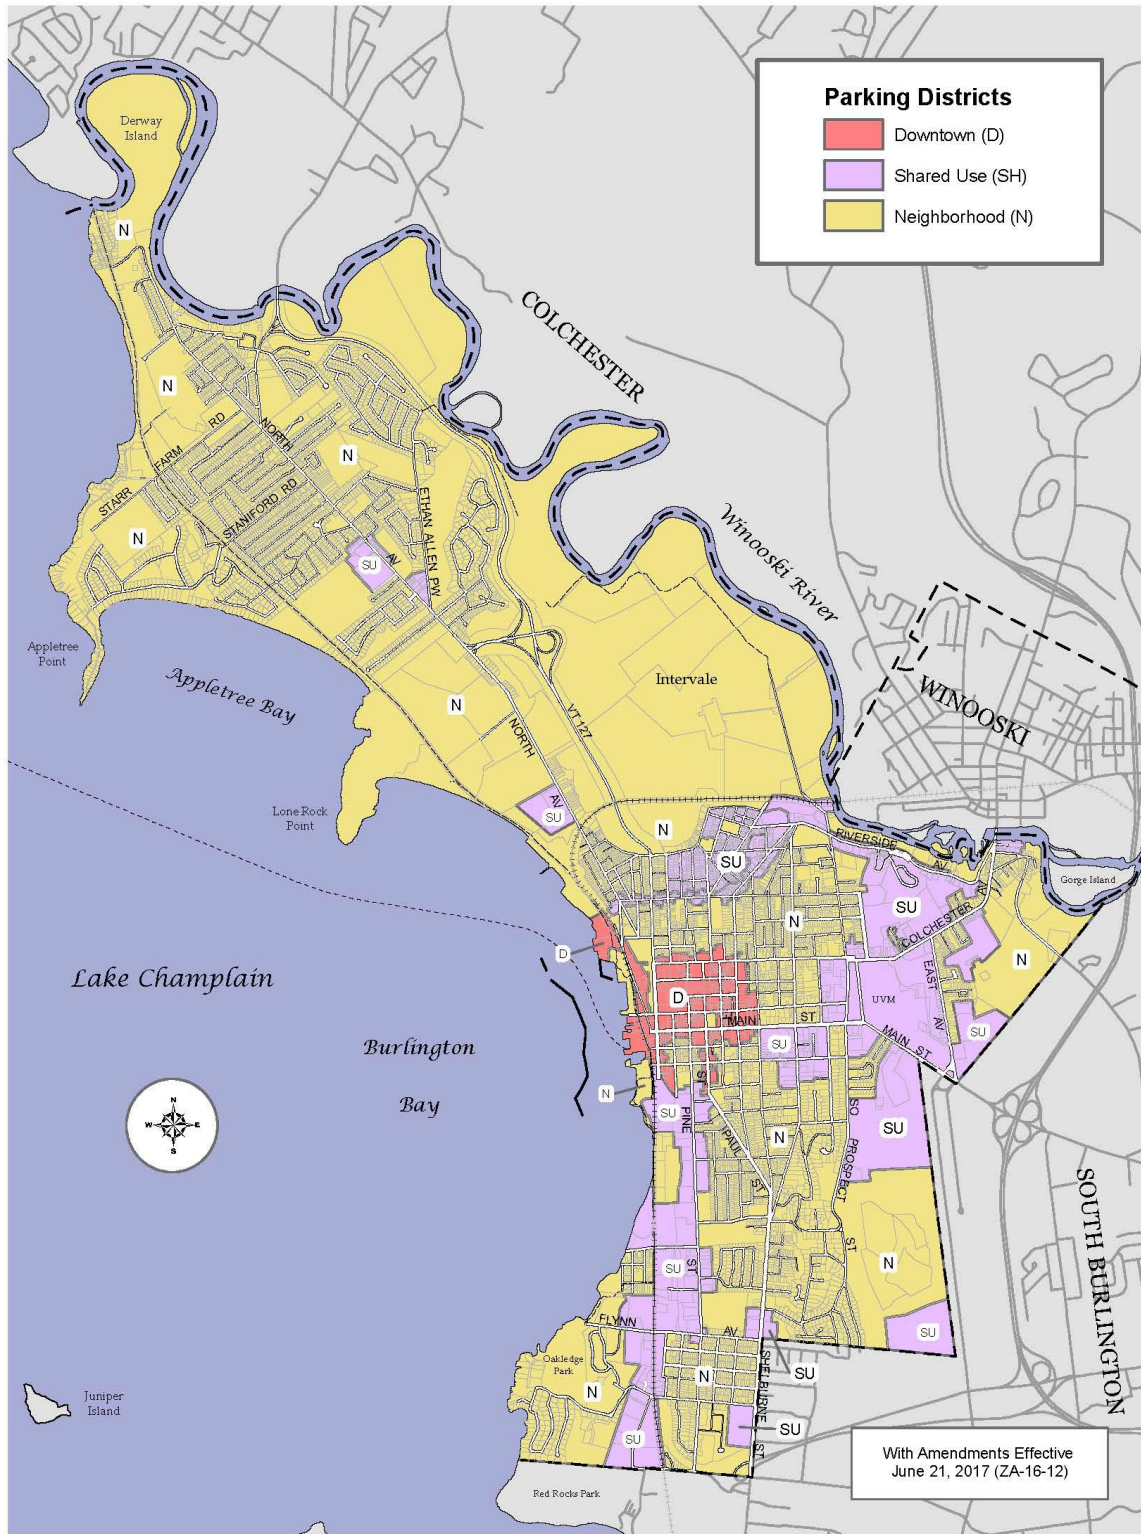 Parking Districts
Downtown (D)
Shared Use (SH)
Neighborhood (N)
Derway
Island
N
COLCHESTER
N
STARR FARM RD
NORTH AV
N
STANIFORD RD
ETHAN ALLEN PW
N
SU
Winooski River
Appletree
Point
Appletree Bay
Intervale
WINOOSKI
N
NORTH AV
VT 127
Lone Rock
Point
SU
N
SU
RIVERSIDE AV
Gorge Island
SU
COLCHESTER AV
N
N
D
EAST AV
Lake Champlain
D
UVM
MAIN ST
MAIN ST
SU
SU
Burlington
Bay
N
SU
PINE ST
ST PAUL ST
N
SO PROSPECT ST
SU
N
W
E
S
SOUTH BURLINGTON
N
SU
FLYNN AV
SU
Oakledge
Park
N
N
SHELBURNE ST
SU
SU
SU
Juniper
Island
With Amendments Effective
June 21, 2017 (ZA-16-12)
Red Rocks Park